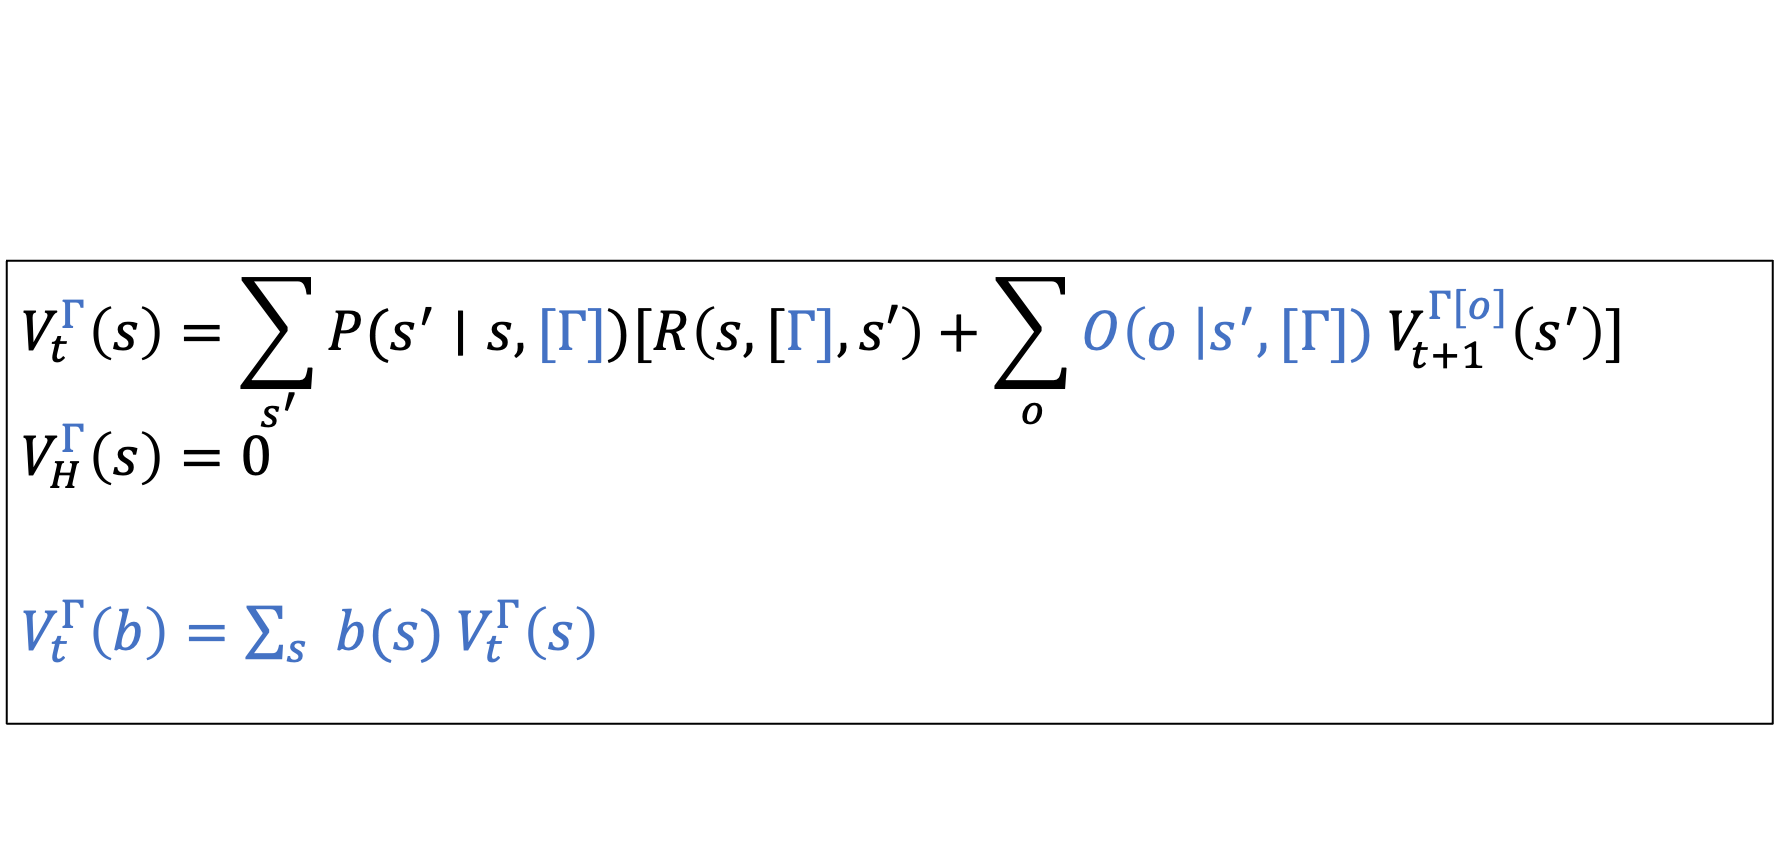 V_t^Γ(s) = ∑_{s′} P(s′ | s, [Γ])[R(s, [Γ], s′) + ∑_o O(o |s′, [Γ]) V_{t+1}^{Γ[o]}(s′)]
V_H^Γ(s) = 0
V_t^Γ(b) = ∑_s b(s) V_t^Γ(s)